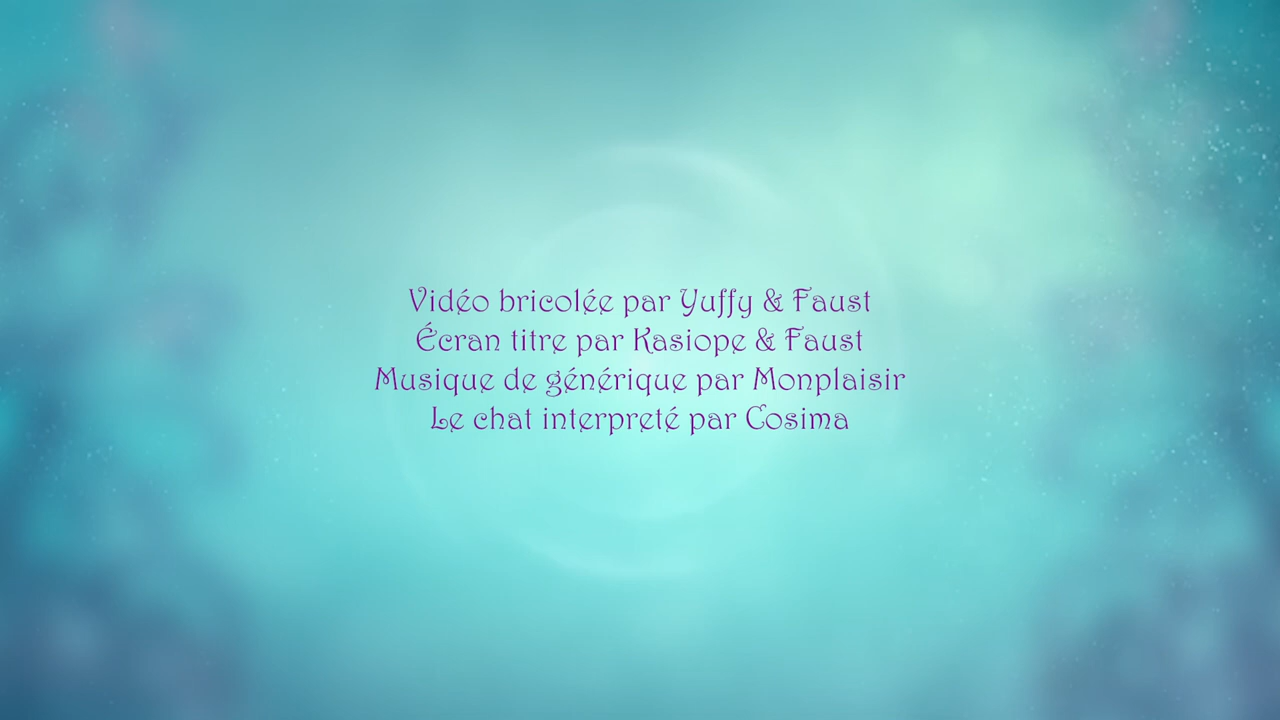 Vidéo bricolée par Yuffy & Faust
Écran titre par Kasiope & Faust
Musique de générique par Monplaisir
Le chat interpreté par Cosima